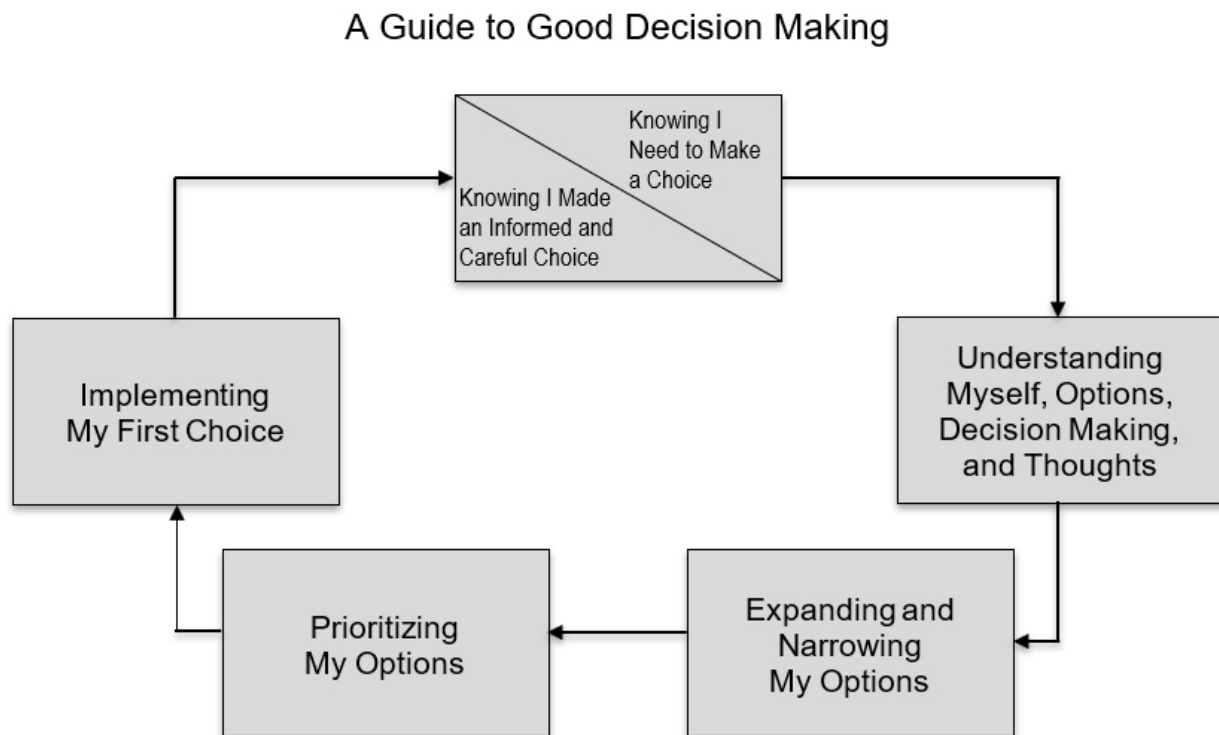 A Guide to Good Decision Making
Knowing I
Need to Make
a Choice
Knowing I Made
an Informed and
Careful Choice
Understanding
Myself, Options,
Decision Making,
and Thoughts
Expanding and
Narrowing
My Options
Prioritizing
My Options
Implementing
My First Choice